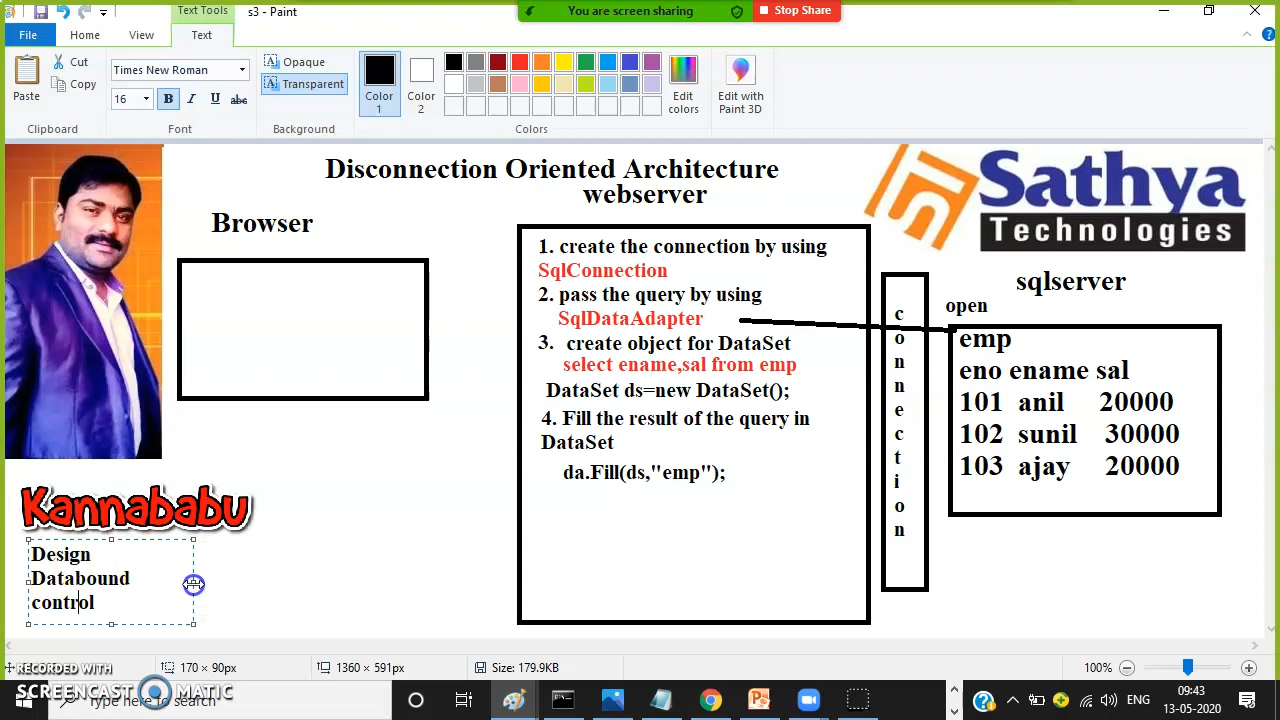 Text Tools
s3 - Paint
You are screen sharing
Stop Share
File
Home
View
Text
Paste
Cut
Copy
Clipboard
Times New Roman
16
B
I
U
abc
Font
Opaque
Transparent
Background
Color
1
Color
2
Edit
colors
Colors
Edit with
Paint 3D
Disconnection Oriented Architecture
webserver
Browser
Sathya
Technologies
1. create the connection by using
SqlConnection
2. pass the query by using
SqlDataAdapter
3. create object for DataSet
select ename,sal from emp
DataSet ds=new DataSet();
4. Fill the result of the query in
DataSet
da.Fill(ds,"emp");
connection
sqlserver
open
emp
eno ename sal
101 anil 20000
102 sunil 30000
103 ajay 20000
Kannababu
Design
Databound
control
170 × 90px
1360 × 591px
Size: 179.9KB
100%
RECORDED WITH
SCREENCAST MATIC
Type here to search
ENG
09:43
13-05-2020